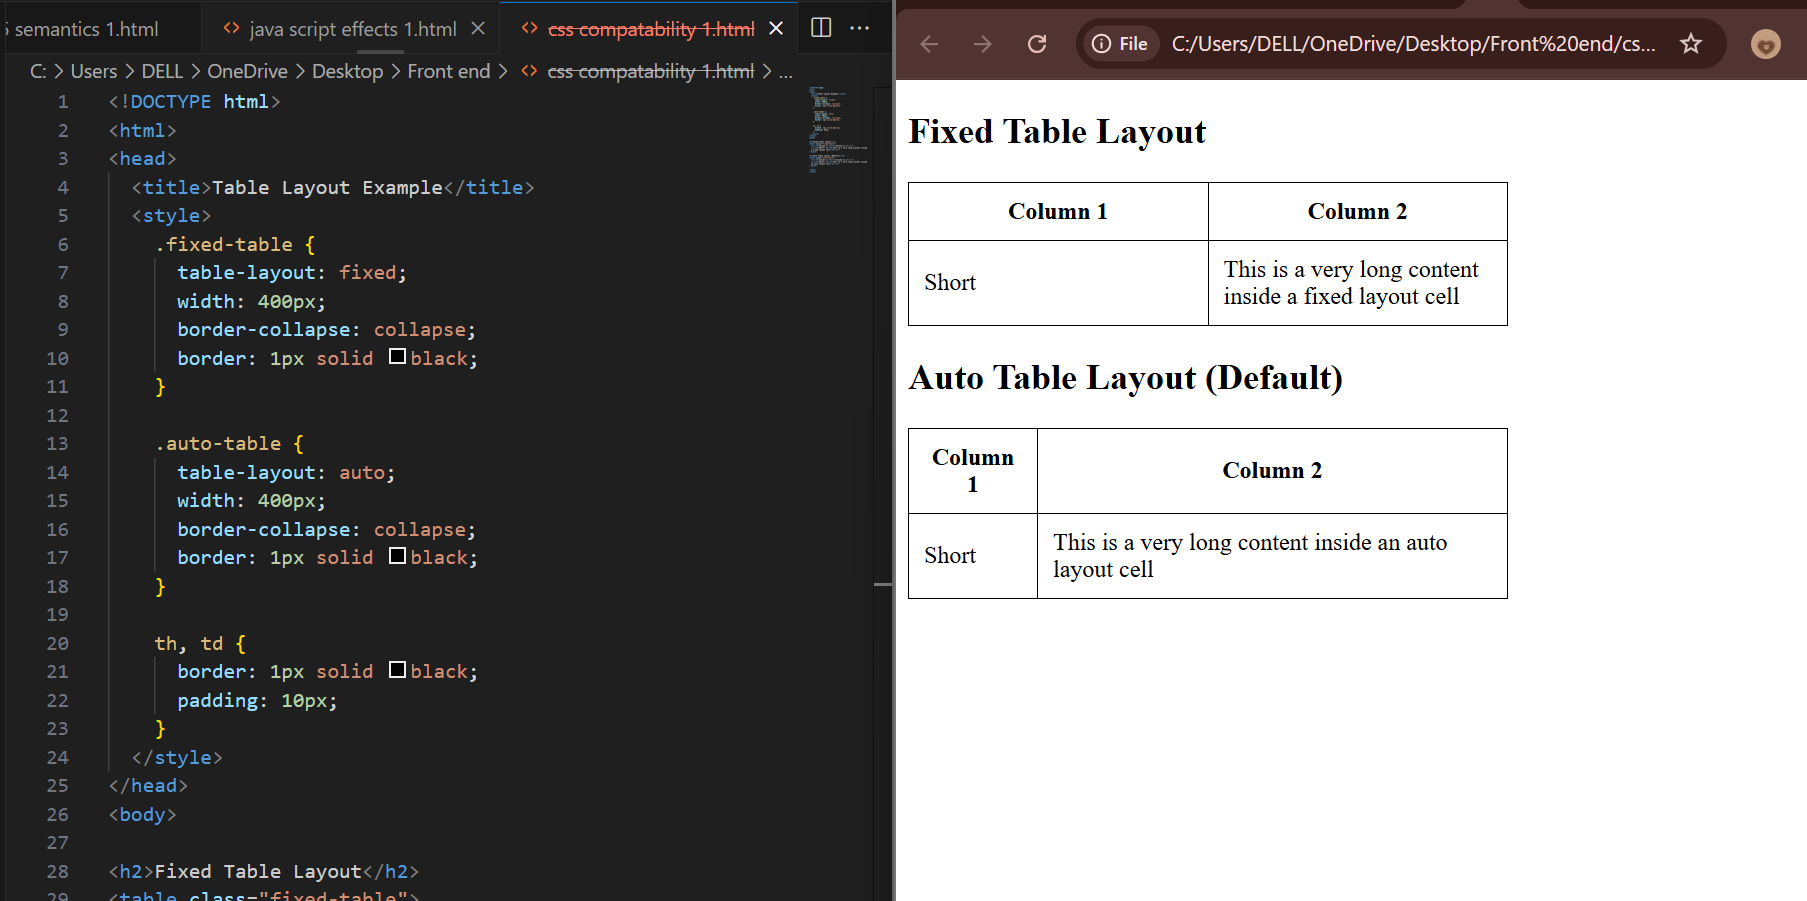 semantics 1.html
java script effects 1.html
css compatability 1.html
C: > Users > DELL > OneDrive > Desktop > Front end > css compatability 1.html > ...
1 <!DOCTYPE html>
2 <html>
3 <head>
4 <title>Table Layout Example</title>
5 <style>
6 .fixed-table {
7 table-layout: fixed;
8 width: 400px;
9 border-collapse: collapse;
10 border: 1px solid black;
11 }
12
13 .auto-table {
14 table-layout: auto;
15 width: 400px;
16 border-collapse: collapse;
17 border: 1px solid black;
18 }
19
20 th, td {
21 border: 1px solid black;
22 padding: 10px;
23 }
24 </style>
25 </head>
26 <body>
27
28 <h2>Fixed Table Layout</h2>
29 <table class="fixed-table">
File C:/Users/DELL/OneDrive/Desktop/Front%20end/cs...
Fixed Table Layout
Column 1 Column 2
Short
This is a very long content
inside a fixed layout cell
Auto Table Layout (Default)
Column
1
Column 2
Short
This is a very long content inside an auto
layout cell